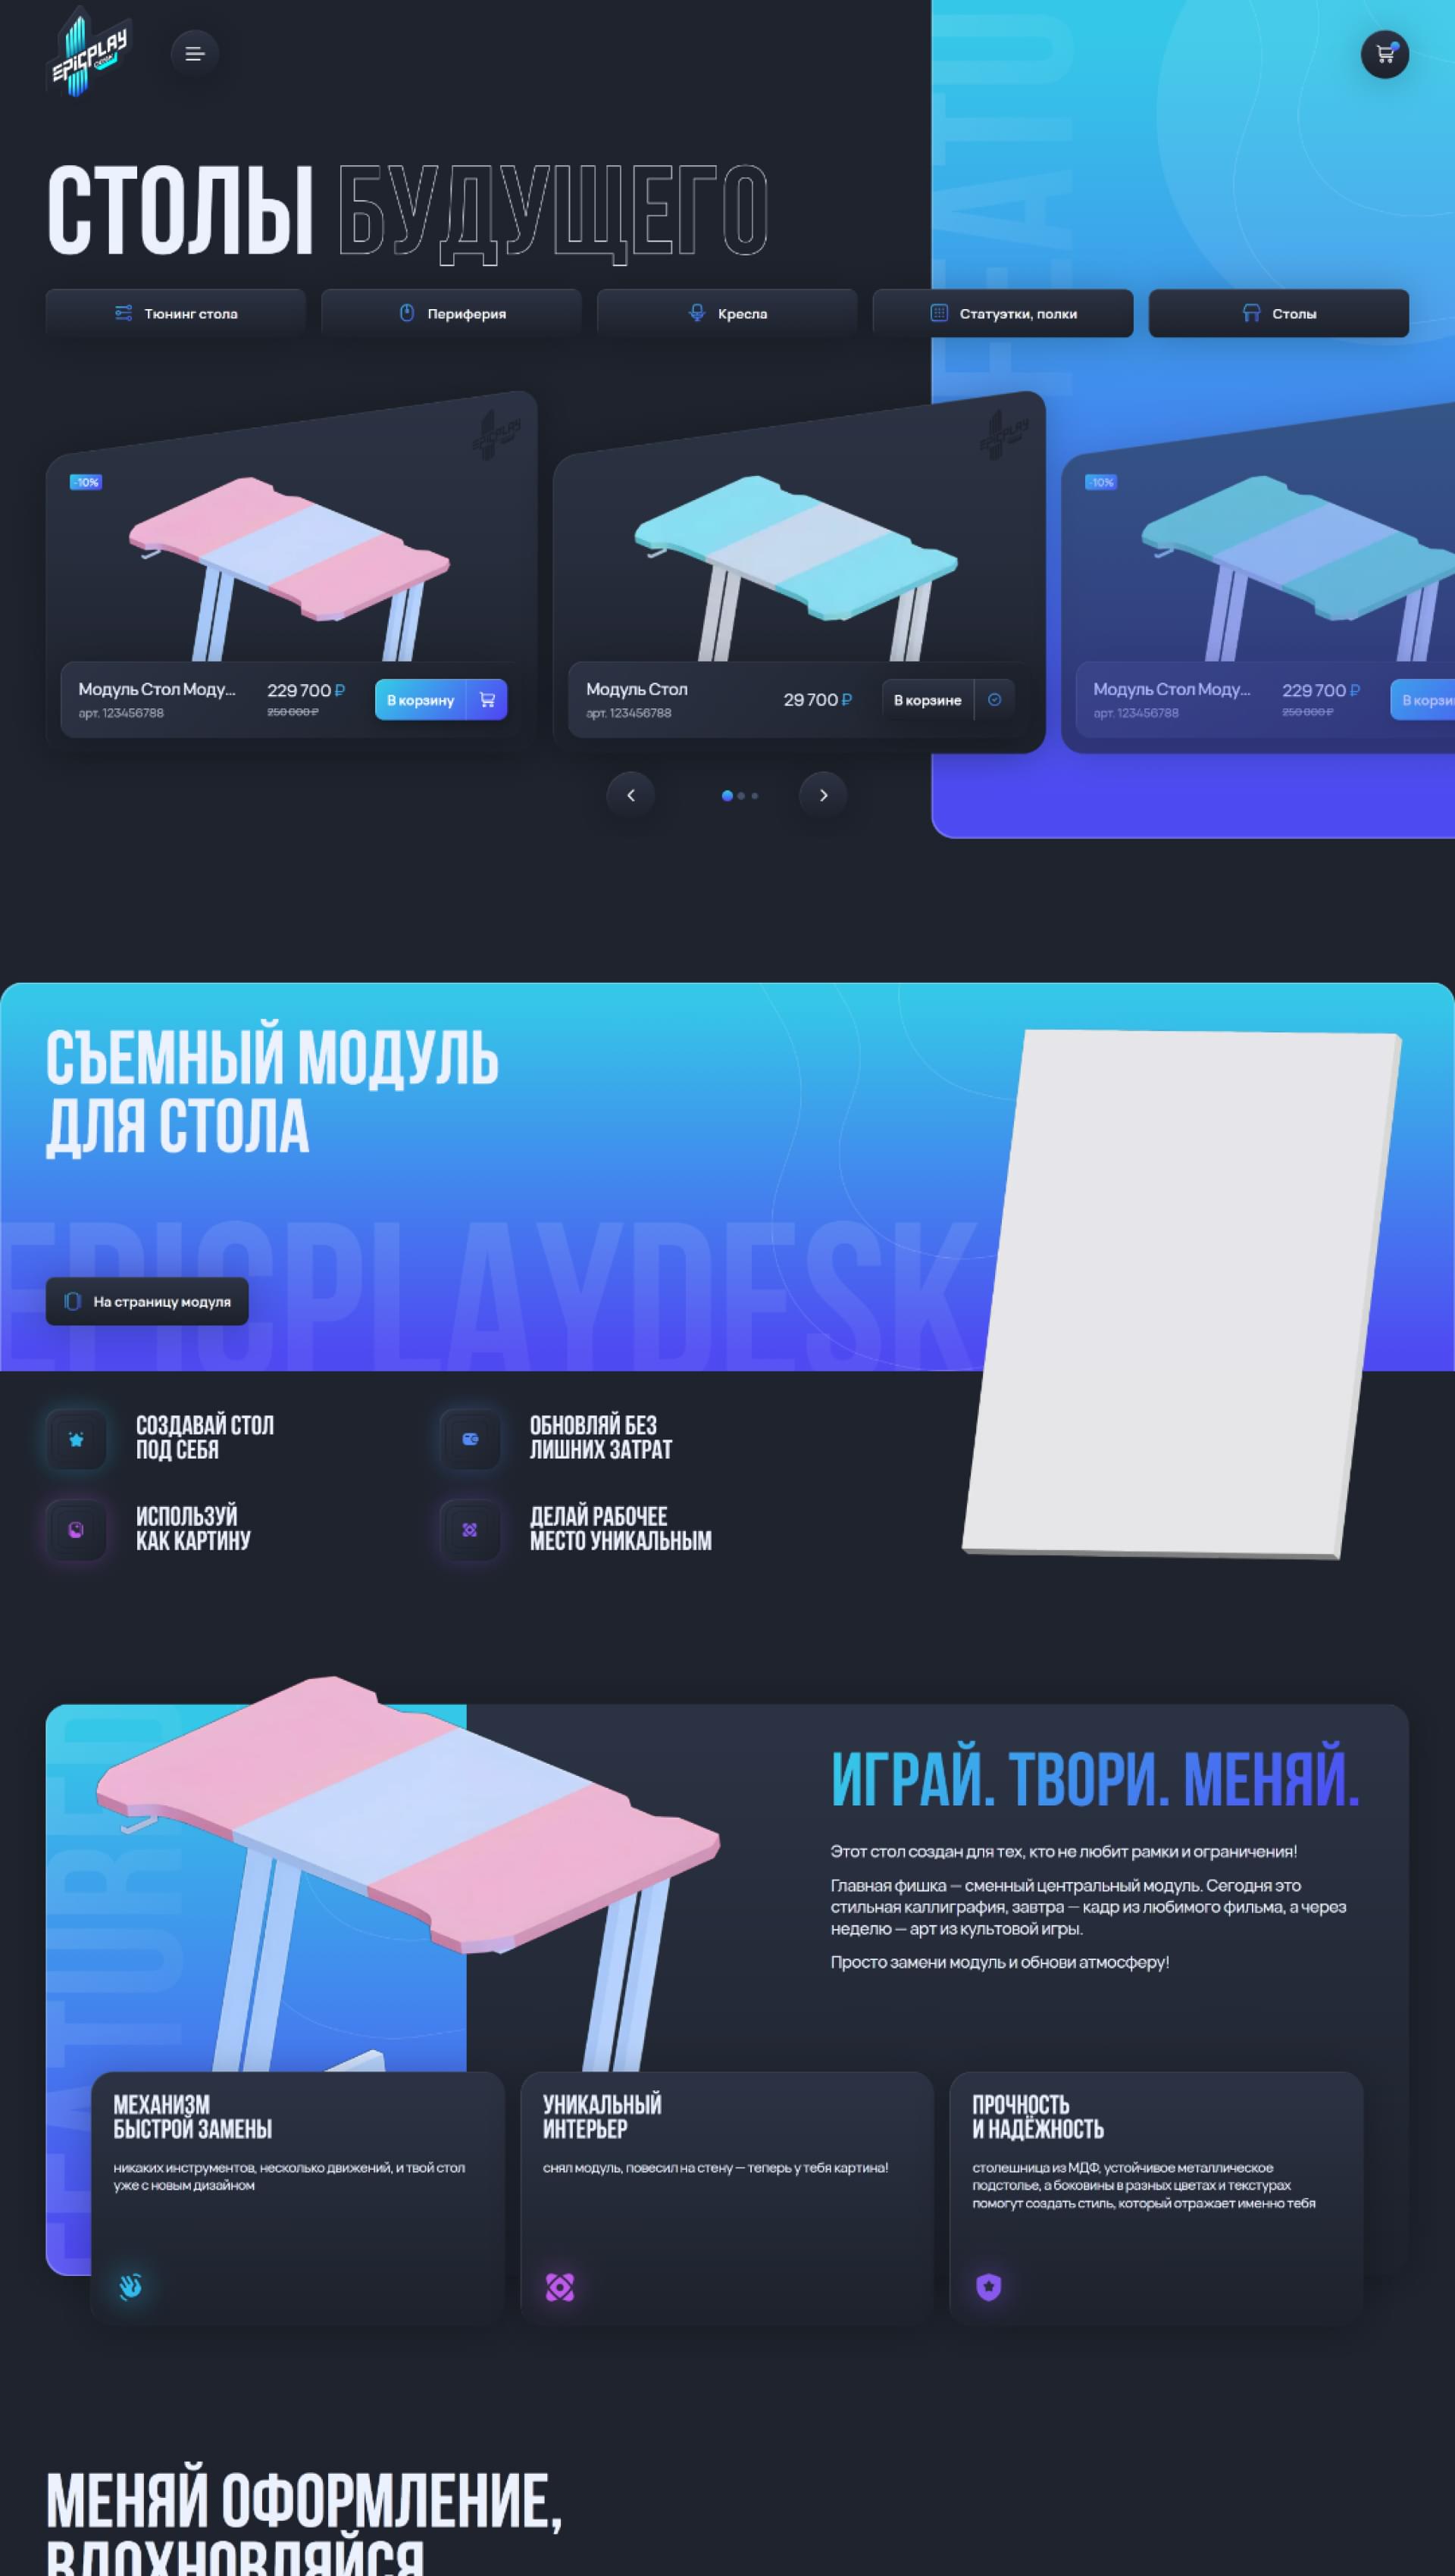 EPICPLAY
СТОЛЫ БУДУЩЕГО
Тюнинг стола
Периферия
Кресла
Статуэтки, полки
Столы
-10%
Модуль Стол Моду...
арт. 123456788
229 700 ₽
250 000 ₽
В корзину
EPICPLAY
Модуль Стол
арт. 123456788
29 700 ₽
В корзине
EPICPLAY
-10%
Модуль Стол Моду...
арт. 123456788
229 700 ₽
250 000 ₽
СЪЕМНЫЙ МОДУЛЬ
ДЛЯ СТОЛА
EPICPLAYDESK
На страницу модуля
СОЗДАВАЙ СТОЛ
ПОД СЕБЯ
ОБНОВЛЯЙ БЕЗ
ЛИШНИХ ЗАТРАТ
ИСПОЛЬЗУЙ
КАК КАРТИНУ
ДЕЛАЙ РАБОЧЕЕ
МЕСТО УНИКАЛЬНЫМ
FEATURED
ИГРАЙ. ТВОРИ. МЕНЯЙ.
Этот стол создан для тех, кто не любит рамки и ограничения!
Главная фишка — сменный центральный модуль. Сегодня это
стильная каллиграфия, завтра — кадр из любимого фильма, а через
неделю — арт из культовой игры.
Просто замени модуль и обнови атмосферу!
МЕХАНИЗМ
БЫСТРОЙ ЗАМЕНЫ
никаких инструментов, несколько движений, и твой стол
уже с новым дизайном
УНИКАЛЬНЫЙ
ИНТЕРЬЕР
снял модуль, повесил на стену — теперь у тебя картина!
ПРОЧНОСТЬ
И НАДЁЖНОСТЬ
столешница из МДФ, устойчивое металлическое
подстолье, а боковины в разных цветах и текстурах
помогут создать стиль, который отражает именно тебя
МЕНЯЙ ОФОРМЛЕНИЕ,
ВДОХНОВЛЯЙСЯ